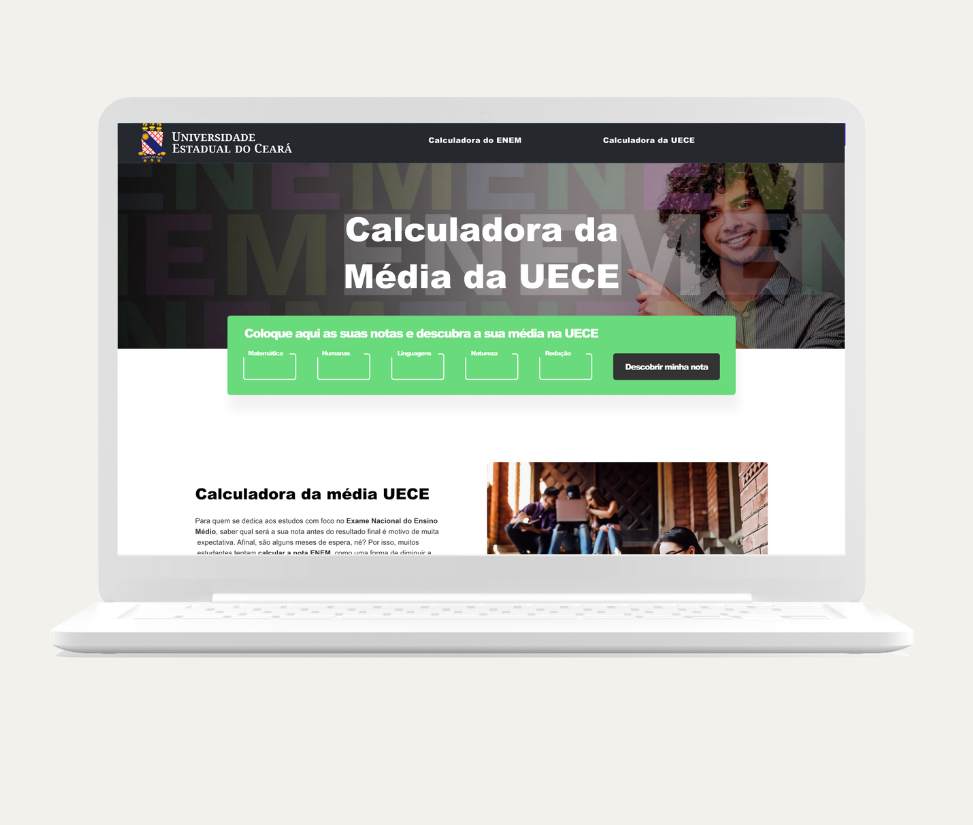 UNIVERSIDADE
ESTADUAL DO CEARÁ
Calculadora do ENEM
Calculadora da UECE
ENEMENEM
EMENEMEN
Calculadora da
Média da UECE
Coloque aqui as suas notas e descubra a sua média na UECE
Matemática
Humanas
Linguagens
Natureza
Redação
Descobrir minha nota
Calculadora da média UECE
Para quem se dedica aos estudos com foco no Exame Nacional do Ensino
Médio, saber qual será a sua nota antes do resultado final é motivo de muita
expectativa. Afinal, são alguns meses de espera, né? Por isso, muitos
estudantes tentam calcular a nota ENEM, como uma forma de diminuir a